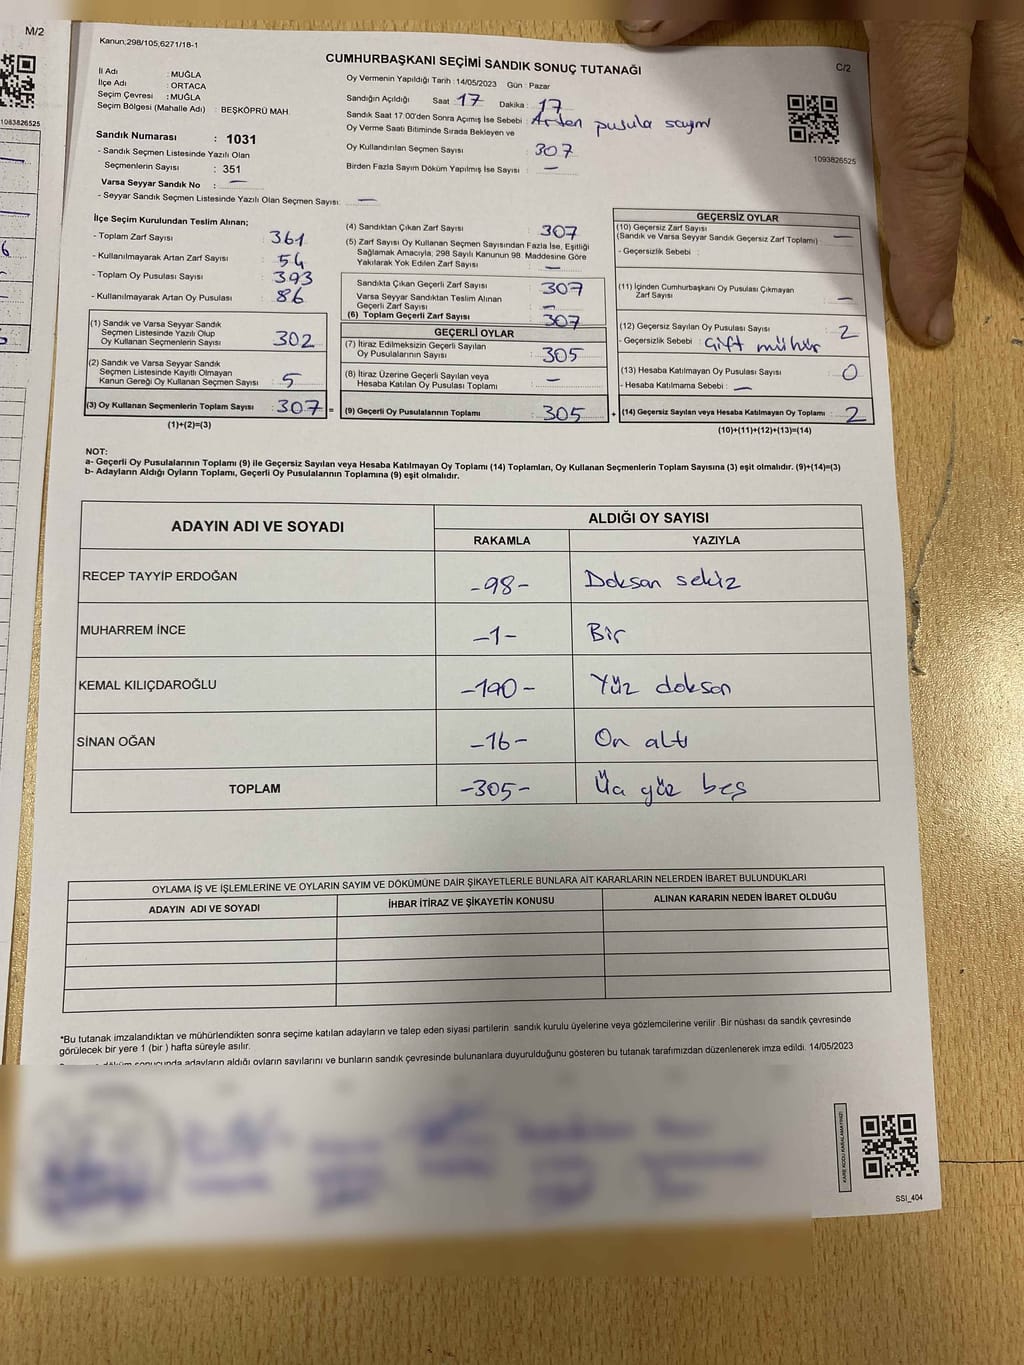 M/2
1093826525
Kanun,298/105,6271/18-1
CUMHURBAŞKANI SEÇİMİ SANDIK SONUÇ TUTANAĞI
C/2
İl Adı : MUĞLA
İlçe Adı : ORTACA
Seçim Çevresi : MUĞLA
Seçim Bölgesi (Mahalle Adı) : BEŞKÖPRÜ MAH.
Sandık Numarası : 1031
- Sandık Seçmen Listesinde Yazılı Olan
Seçmenlerin Sayısı : 351
Varsa Seyyar Sandık No : —
- Seyyar Sandık Seçmen Listesinde Yazılı Olan Seçmen Sayısı: —
Oy Vermenin Yapıldığı Tarih : 14/05/2023 Gün : Pazar
Sandığın Açıldığı Saat 17 Dakika : 17
Sandık Saat 17.00'den Sonra Açımış İse Sebebi : Artan pusula sayımı
Oy Verme Saati Bitiminde Sırada Bekleyen ve
Oy Kullandırılan Seçmen Sayısı : 307
Birden Fazla Sayım Döküm Yapılmış İse Sayısı : —
1093826525
İlçe Seçim Kurulundan Teslim Alınan;
- Toplam Zarf Sayısı : 361
- Kullanılmayarak Artan Zarf Sayısı : 54
- Toplam Oy Pusulası Sayısı : 393
- Kullanılmayarak Artan Oy Pusulası : 86
(1) Sandık ve Varsa Seyyar Sandık
Seçmen Listesinde Yazılı Olup
Oy Kullanan Seçmenlerin Sayısı : 302
(2) Sandık ve Varsa Seyyar Sandık
Seçmen Listesinde Kayıtlı Olmayan
Kanun Gereği Oy Kullanan Seçmen Sayısı : 5
(3) Oy Kullanan Seçmenlerin Toplam Sayısı : 307 =
(1)+(2)=(3)
(4) Sandıktan Çıkan Zarf Sayısı : 307
(5) Zarf Sayısı Oy Kullanan Seçmen Sayısından Fazla İse, Eşitliği
Sağlamak Amacıyla; 298 Sayılı Kanunun 98. Maddesine Göre
Yakılarak Yok Edilen Zarf Sayısı : —
Sandıkta Çıkan Geçerli Zarf Sayısı : 307
Varsa Seyyar Sandıktan Teslim Alınan
Geçerli Zarf Sayısı : —
(6) Toplam Geçerli Zarf Sayısı : 307
GEÇERLİ OYLAR
(7) İtiraz Edilmeksizin Geçerli Sayılan
Oy Pusulalarının Sayısı : 305
(8) İtiraz Üzerine Geçerli Sayılan veya
Hesaba Katılan Oy Pusulası Toplamı : —
(9) Geçerli Oy Pusulalarının Toplamı : 305 +
GEÇERSİZ OYLAR
(10) Geçersiz Zarf Sayısı : —
(Sandık ve Varsa Seyyar Sandık Geçersiz Zarf Toplamı)
- Geçersizlik Sebebi :
(11) İçinden Cumhurbaşkanı Oy Pusulası Çıkmayan
Zarf Sayısı : —
(12) Geçersiz Sayılan Oy Pusulası Sayısı : 2
- Geçersizlik Sebebi : Çift mühür
(13) Hesaba Katılmayan Oy Pusulası Sayısı : 0
- Hesaba Katılmama Sebebi : —
(14) Geçersiz Sayılan veya Hesaba Katılmayan Oy Toplamı : 2
(10)+(11)+(12)+(13)=(14)
NOT:
a- Geçerli Oy Pusulalarının Toplamı (9) ile Geçersiz Sayılan veya Hesaba Katılmayan Oy Toplamı (14) Toplamları, Oy Kullanan Seçmenlerin Toplam Sayısına (3) eşit olmalıdır. (9)+(14)=(3)
b- Adayların Aldığı Oyların Toplamı, Geçerli Oy Pusulalarının Toplamına (9) eşit olmalıdır.
ADAYIN ADI VE SOYADI ALDIĞI OY SAYISI
RAKAMLA YAZIYLA
RECEP TAYYİP ERDOĞAN -98- Doksan sekiz
MUHARREM İNCE -1- Bir
KEMAL KILIÇDAROĞLU -190- Yüz doksan
SİNAN OĞAN -16- On altı
TOPLAM -305- Üç yüz beş
OYLAMA İŞ VE İŞLEMLERİNE VE OYLARIN SAYIM VE DÖKÜMÜNE DAİR ŞİKAYETLERLE BUNLARA AİT KARARLARIN NELERDEN İBARET BULUNDUKLARI
ADAYIN ADI VE SOYADI İHBAR İTİRAZ VE ŞİKAYETİN KONUSU ALINAN KARARIN NEDEN İBARET OLDUĞU
*Bu tutanak imzalandıktan ve mühürlendikten sonra seçime katılan adayların ve talep eden siyasi partilerin sandık kurulu üyelerine veya gözlemcilerine verilir .Bir nüshası da sandık çevresinde
görülecek bir yere 1 (bir ) hafta süreyle asılır.
döküm sonucunda adayların aldığı oyların sayılarını ve bunların sandık çevresinde bulunanlara duyurulduğunu gösteren bu tutanak tarafımızdan düzenlenerek imza edildi. 14/05/2023
KARE KODU KARALAMAYINIZ!
SSİ_404